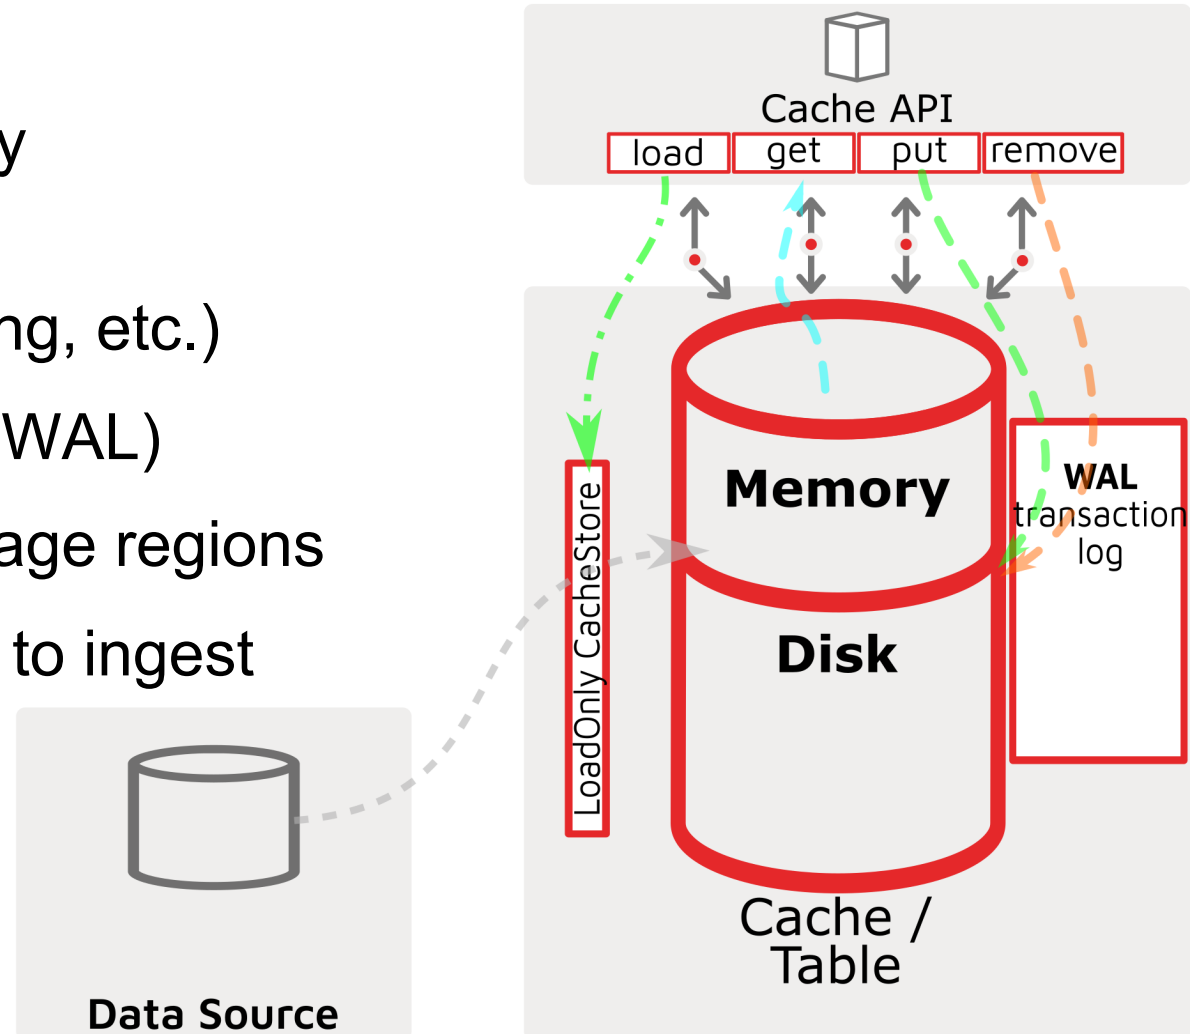 y
ng, etc.)
WAL)
age regions
to ingest
Data Source
Cache API
load get put remove
LoadOnly CacheStore
Memory
Disk
WAL
transaction
log
Cache /
Table